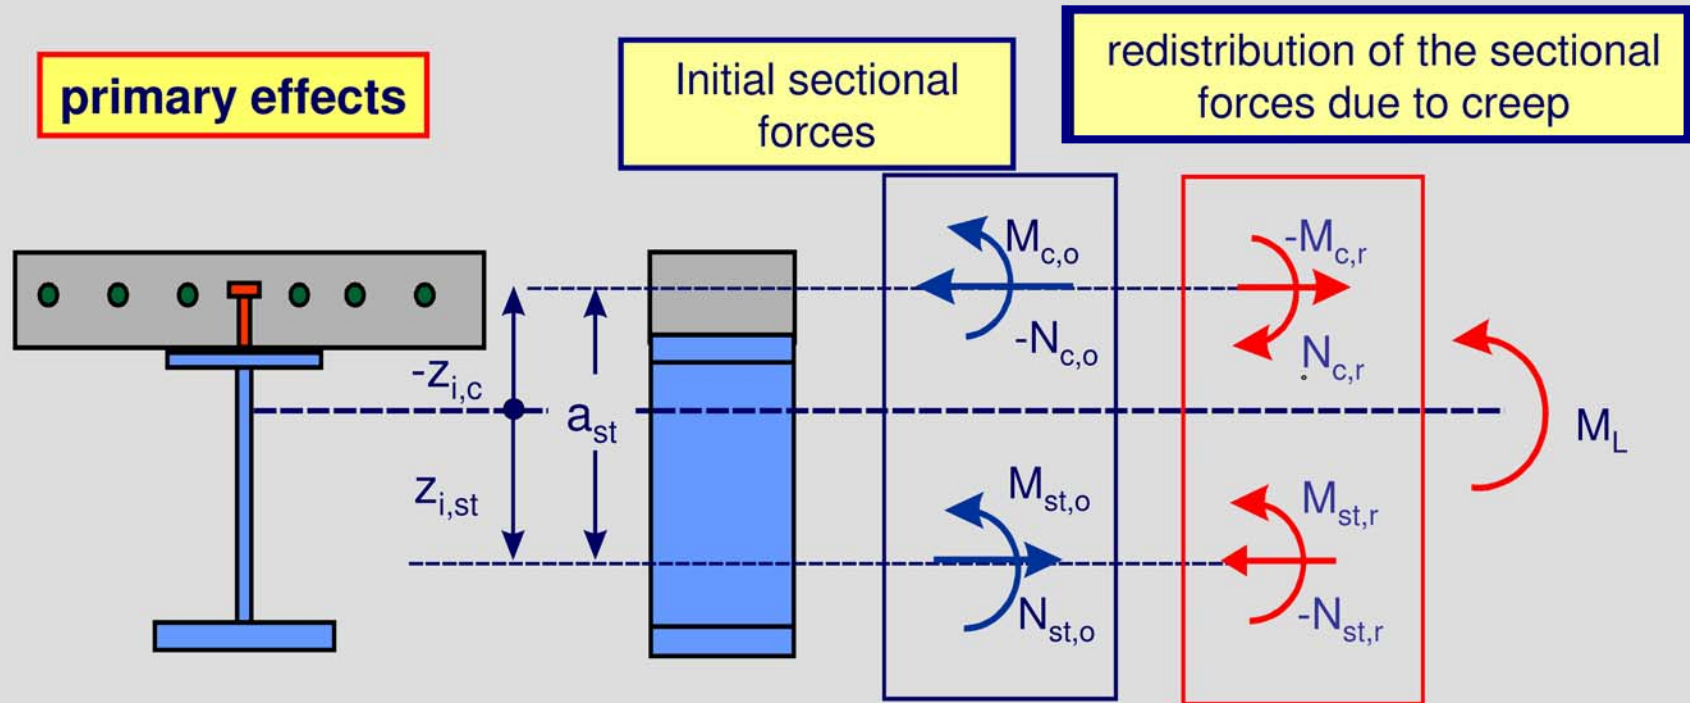 primary effects
Initial sectional
forces
redistribution of the sectional
forces due to creep
M_c,o
-N_c,o
-M_c,r
N_c,r
-z_i,c
a_st
z_i,st
M_L
M_st,o
N_st,o
M_st,r
-N_st,r